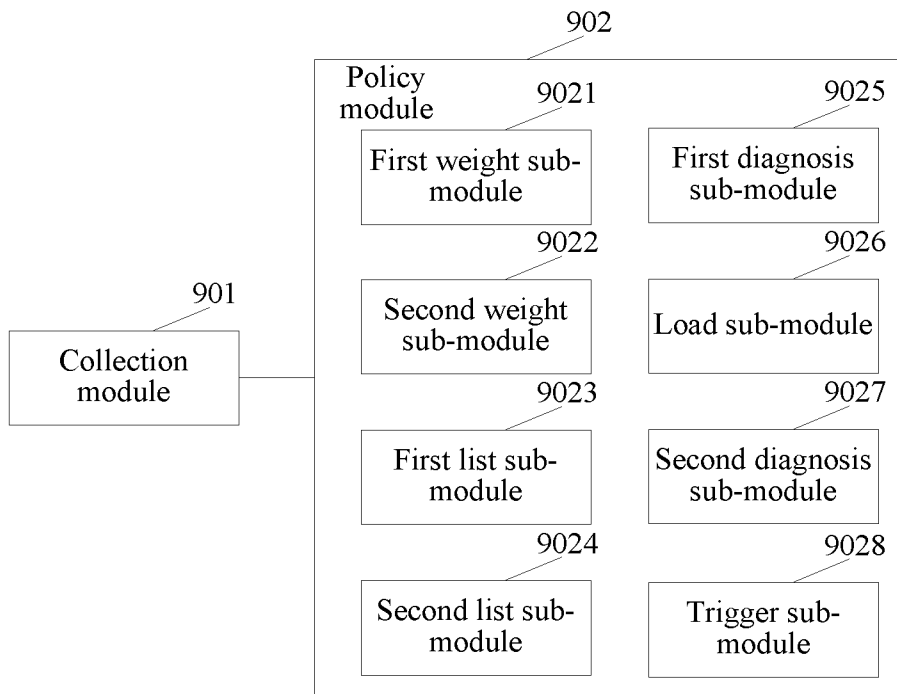 902
Policy
module
9021
First weight sub-
module
9025
First diagnosis
sub-module
9022
Second weight
sub-module
9026
Load sub-module
901
Collection
module
9023
First list sub-
module
9027
Second diagnosis
sub-module
9024
Second list sub-
module
9028
Trigger sub-
module